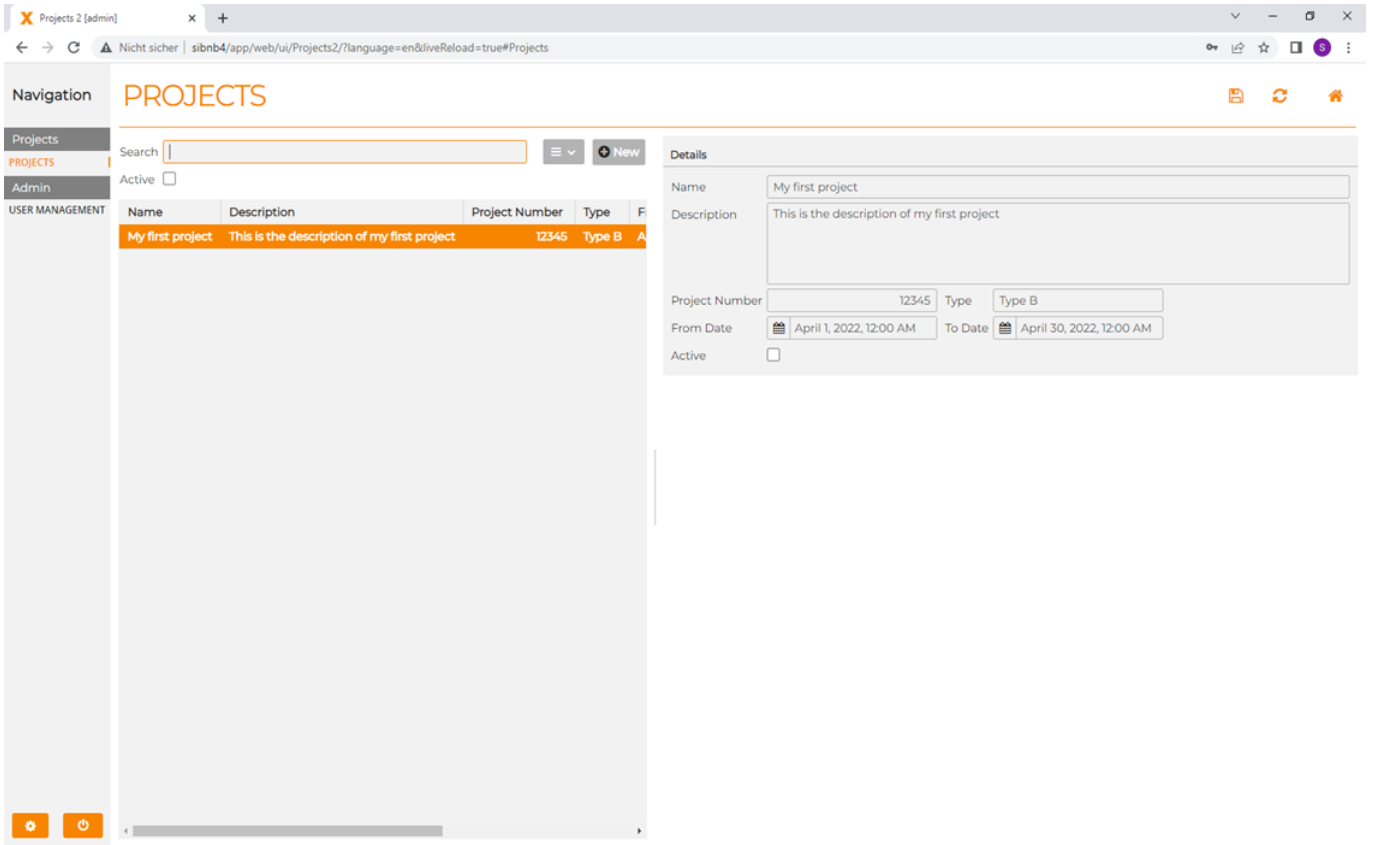 Projects 2 [admin]
Nicht sicher | sibnb4/app/web/ui/Projects2/?language=en&liveReload=true#Projects
S
Navigation
PROJECTS
Projects
PROJECTS
Admin
USER MANAGEMENT
Search
New
Active
Name Description Project Number Type
My first project This is the description of my first project 12345 Type B A
Details
Name My first project
Description This is the description of my first project
Project Number 12345 Type Type B
From Date April 1, 2022, 12:00 AM To Date April 30, 2022, 12:00 AM
Active